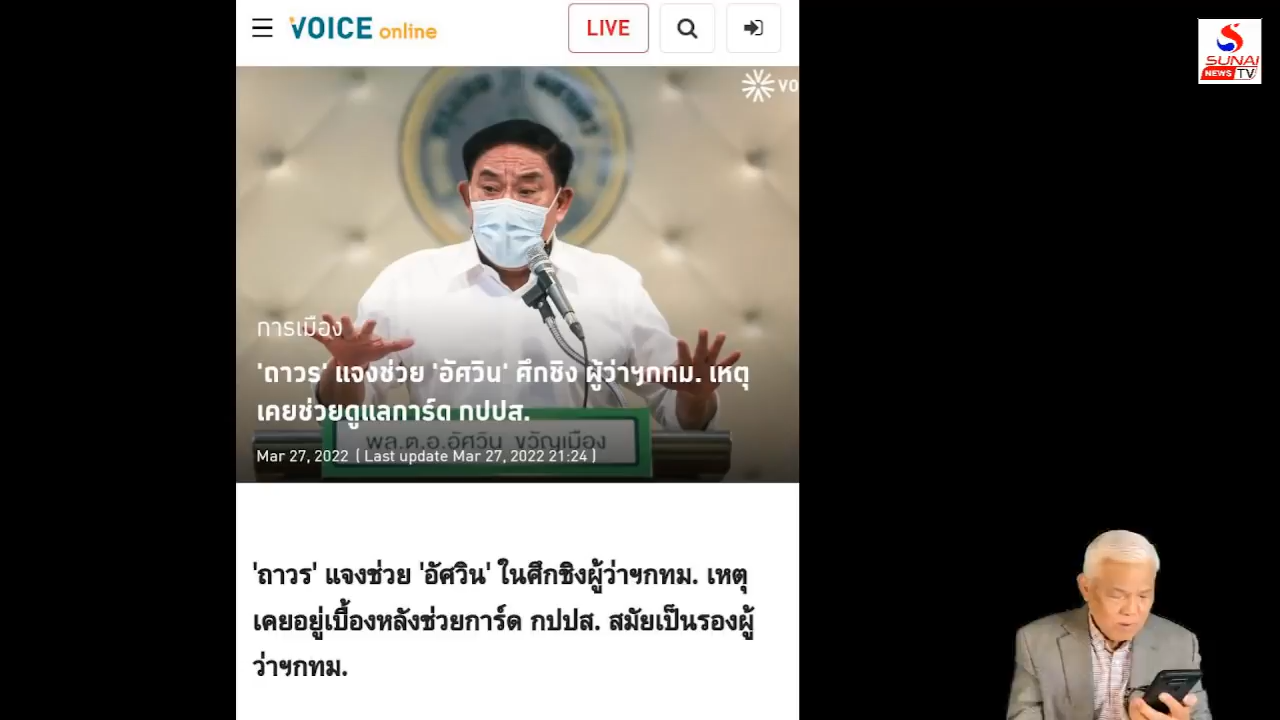 VOICE online
LIVE
SUNAI
NEWS TV
VO
การเมือง
'ถาวร' แจงช่วย 'อัศวิน' ศึกชิง ผู้ว่าฯกทม. เหตุ
เคยช่วยดูแลการ์ด กปปส.
พล.ต.อ.อัศวิน ขวัญเมือง
Mar 27, 2022 ( Last update Mar 27, 2022 21:24 )
'ถาวร' แจงช่วย 'อัศวิน' ในศึกชิงผู้ว่าฯกทม. เหตุ
เคยอยู่เบื้องหลังช่วยการ์ด กปปส. สมัยเป็นรองผู้
ว่าฯกทม.